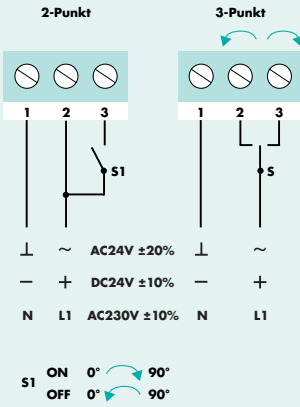 2-Punkt 3-Punkt
1 2 3 1 2 3
S1 S
⊥ ~ AC24V ±20% ⊥ ~
− + DC24V ±10% − +
N L1 AC230V ±10% N L1
S1
ON 0° 90°
OFF 0° 90°